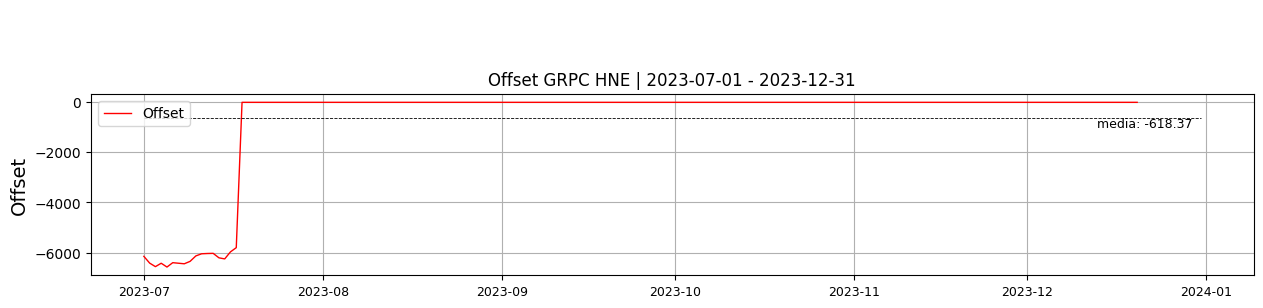 Offset GRPC HNE | 2023-07-01 - 2023-12-31
Offset
media: -618.37
Offset
0
−2000
−4000
−6000
2023-07
2023-08
2023-09
2023-10
2023-11
2023-12
2024-01